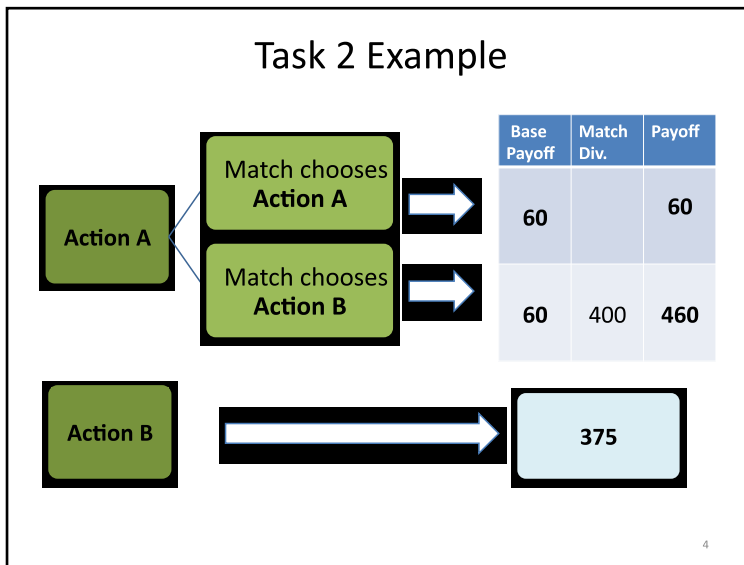 Task 2 Example
Base Payoff Match Div. Payoff
Action A
Match chooses
Action A
60 60
Match chooses
Action B
60 400 460
Action B
375
4